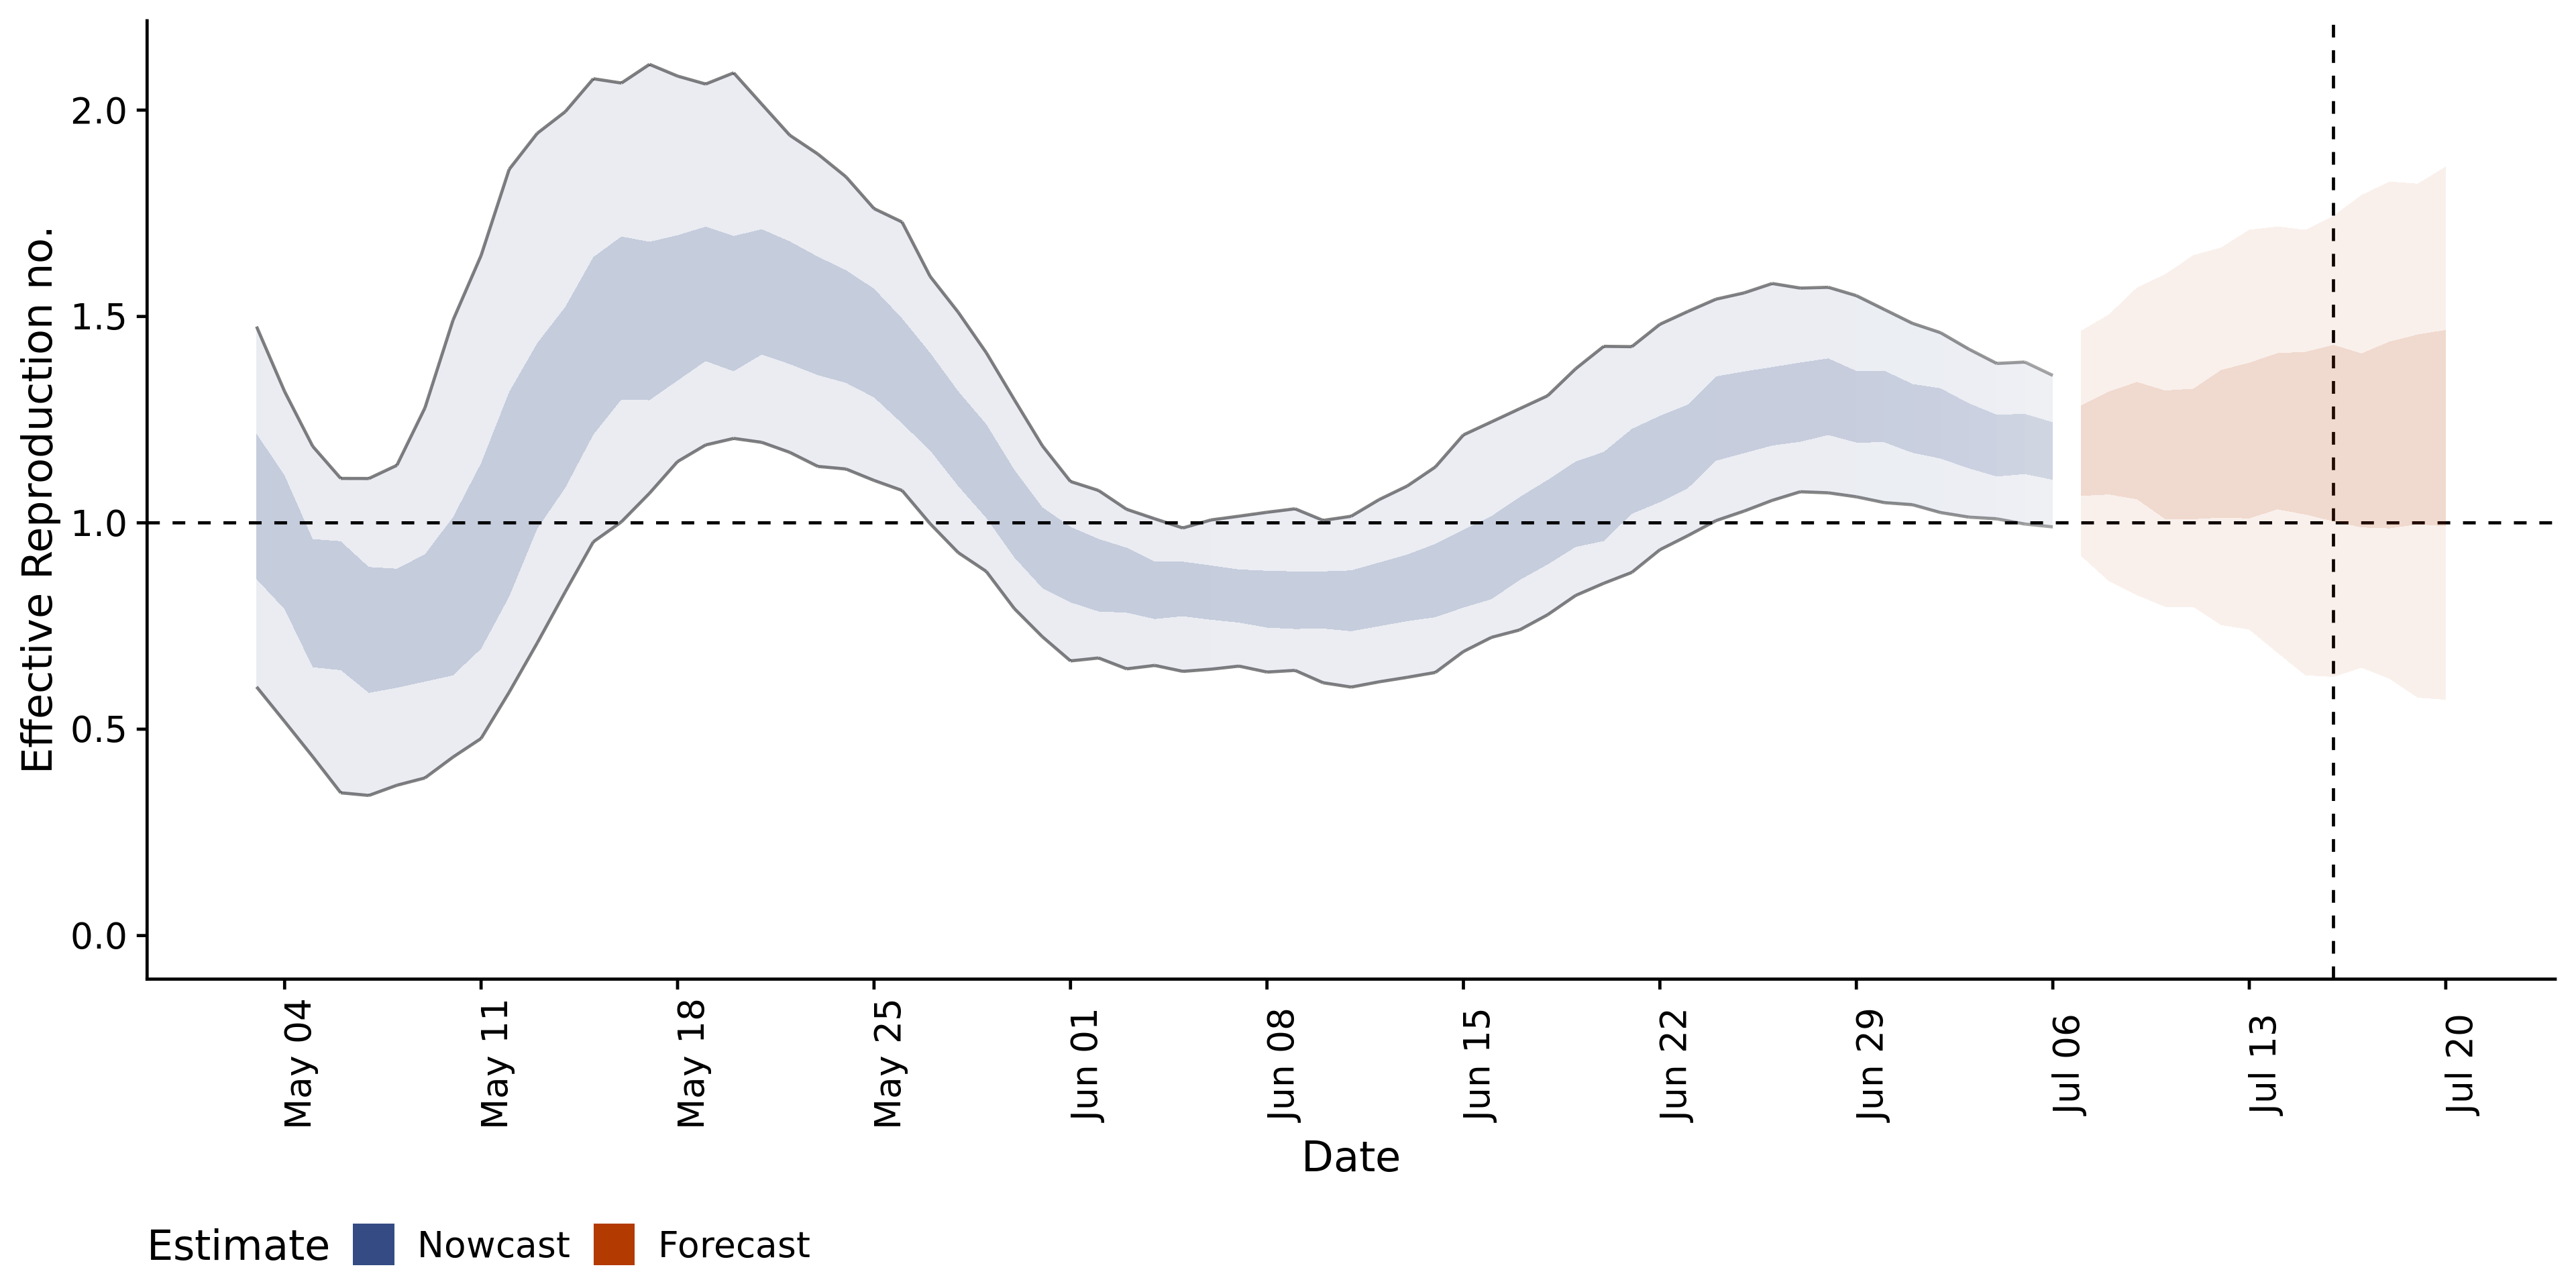 Effective Reproduction no.
2.0
1.5
1.0
0.5
0.0
May 04
May 11
May 18
May 25
Jun 01
Jun 08
Jun 15
Jun 22
Jun 29
Jul 06
Jul 13
Jul 20
Date
Estimate Nowcast Forecast